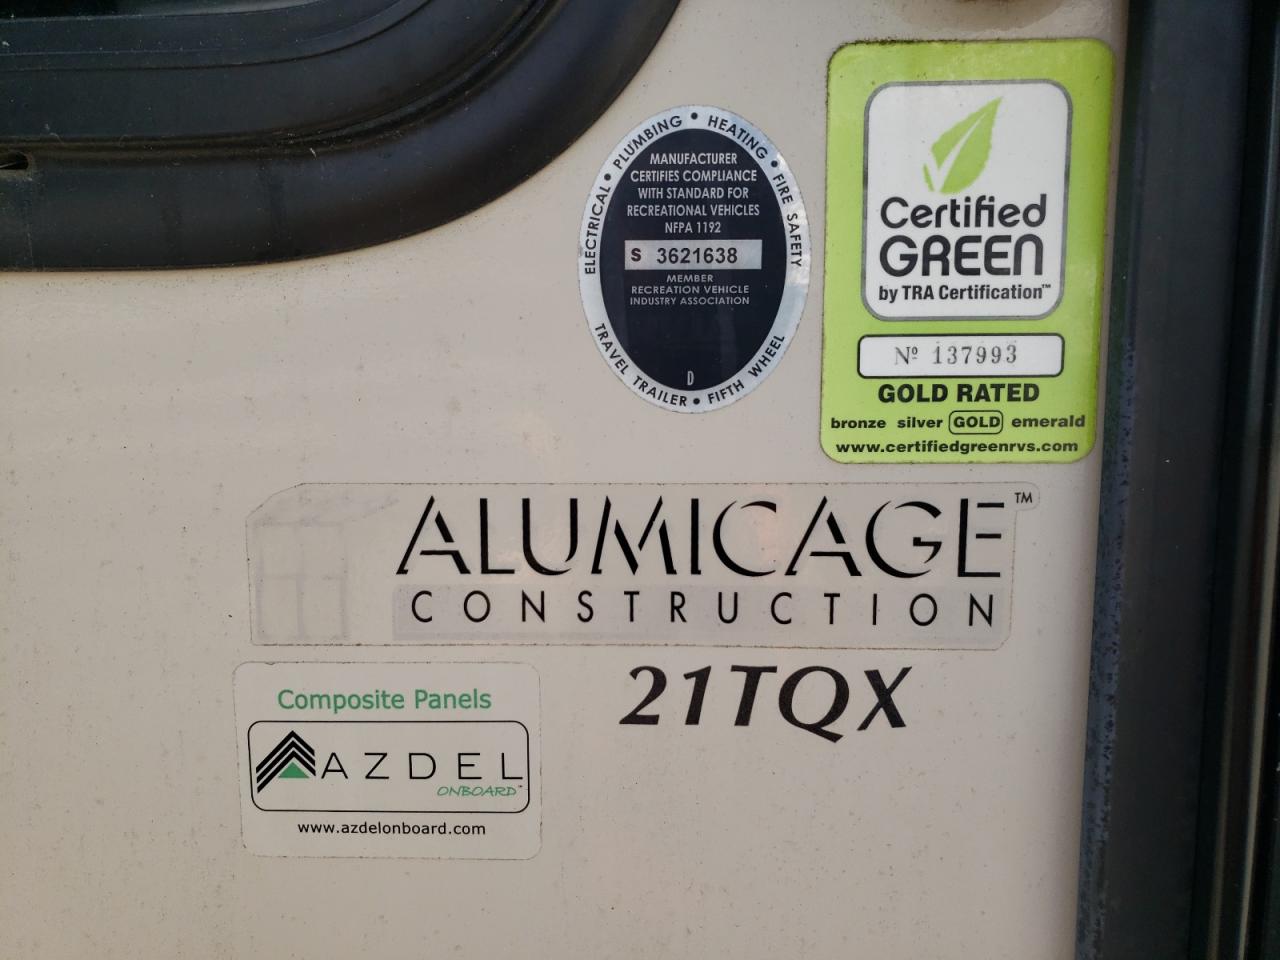 ELECTRICAL • PLUMBING • HEATING • FIRE SAFETY
MANUFACTURER
CERTIFIES COMPLIANCE
WITH STANDARD FOR
RECREATIONAL VEHICLES
NFPA 1192
S 3621638
MEMBER
RECREATION VEHICLE
INDUSTRY ASSOCIATION
D
TRAVEL TRAILER • FIFTH WHEEL
Certified
GREEN
by TRA Certification™
Nº 137993
GOLD RATED
bronze silver GOLD emerald
www.certifiedgreenrvs.com
ALUMICAGE™
CONSTRUCTION
21TQX
Composite Panels
AZDEL
ONBOARD™
www.azdelonboard.com